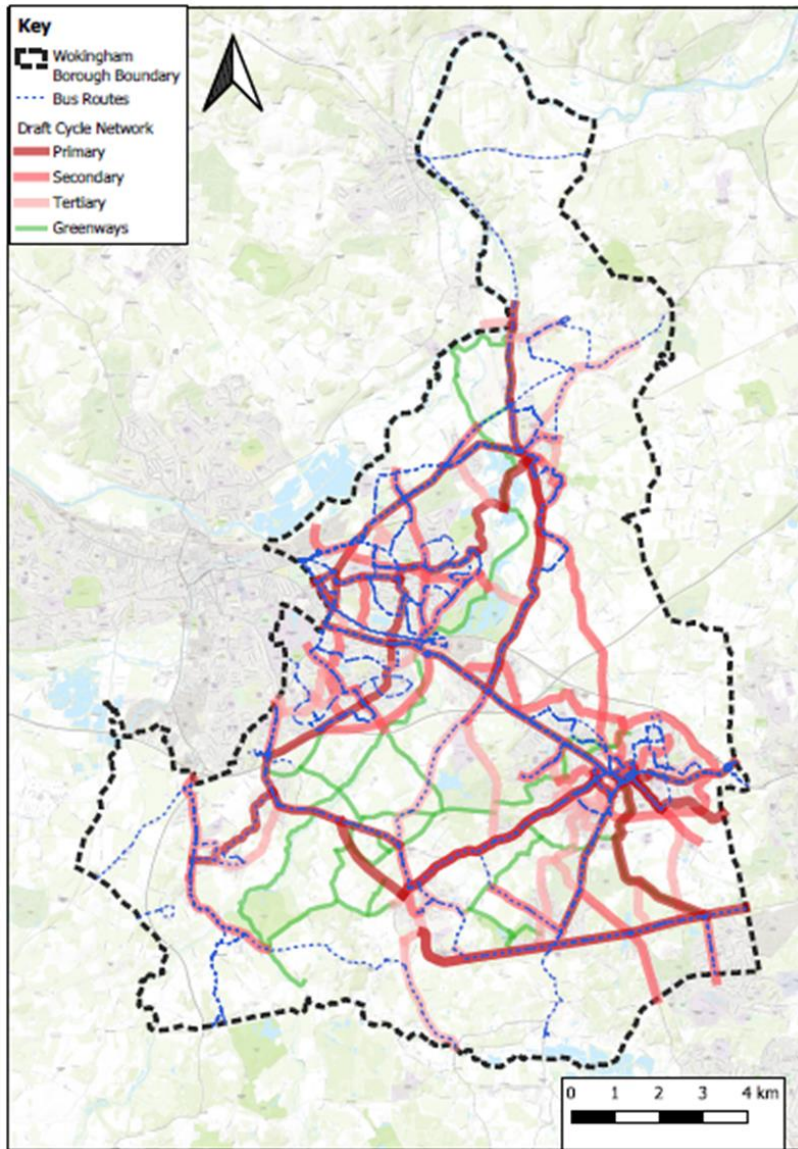 Key
Wokingham
Borough Boundary
Bus Routes
Draft Cycle Network
Primary
Secondary
Tertiary
Greenways
0 1 2 3 4 km